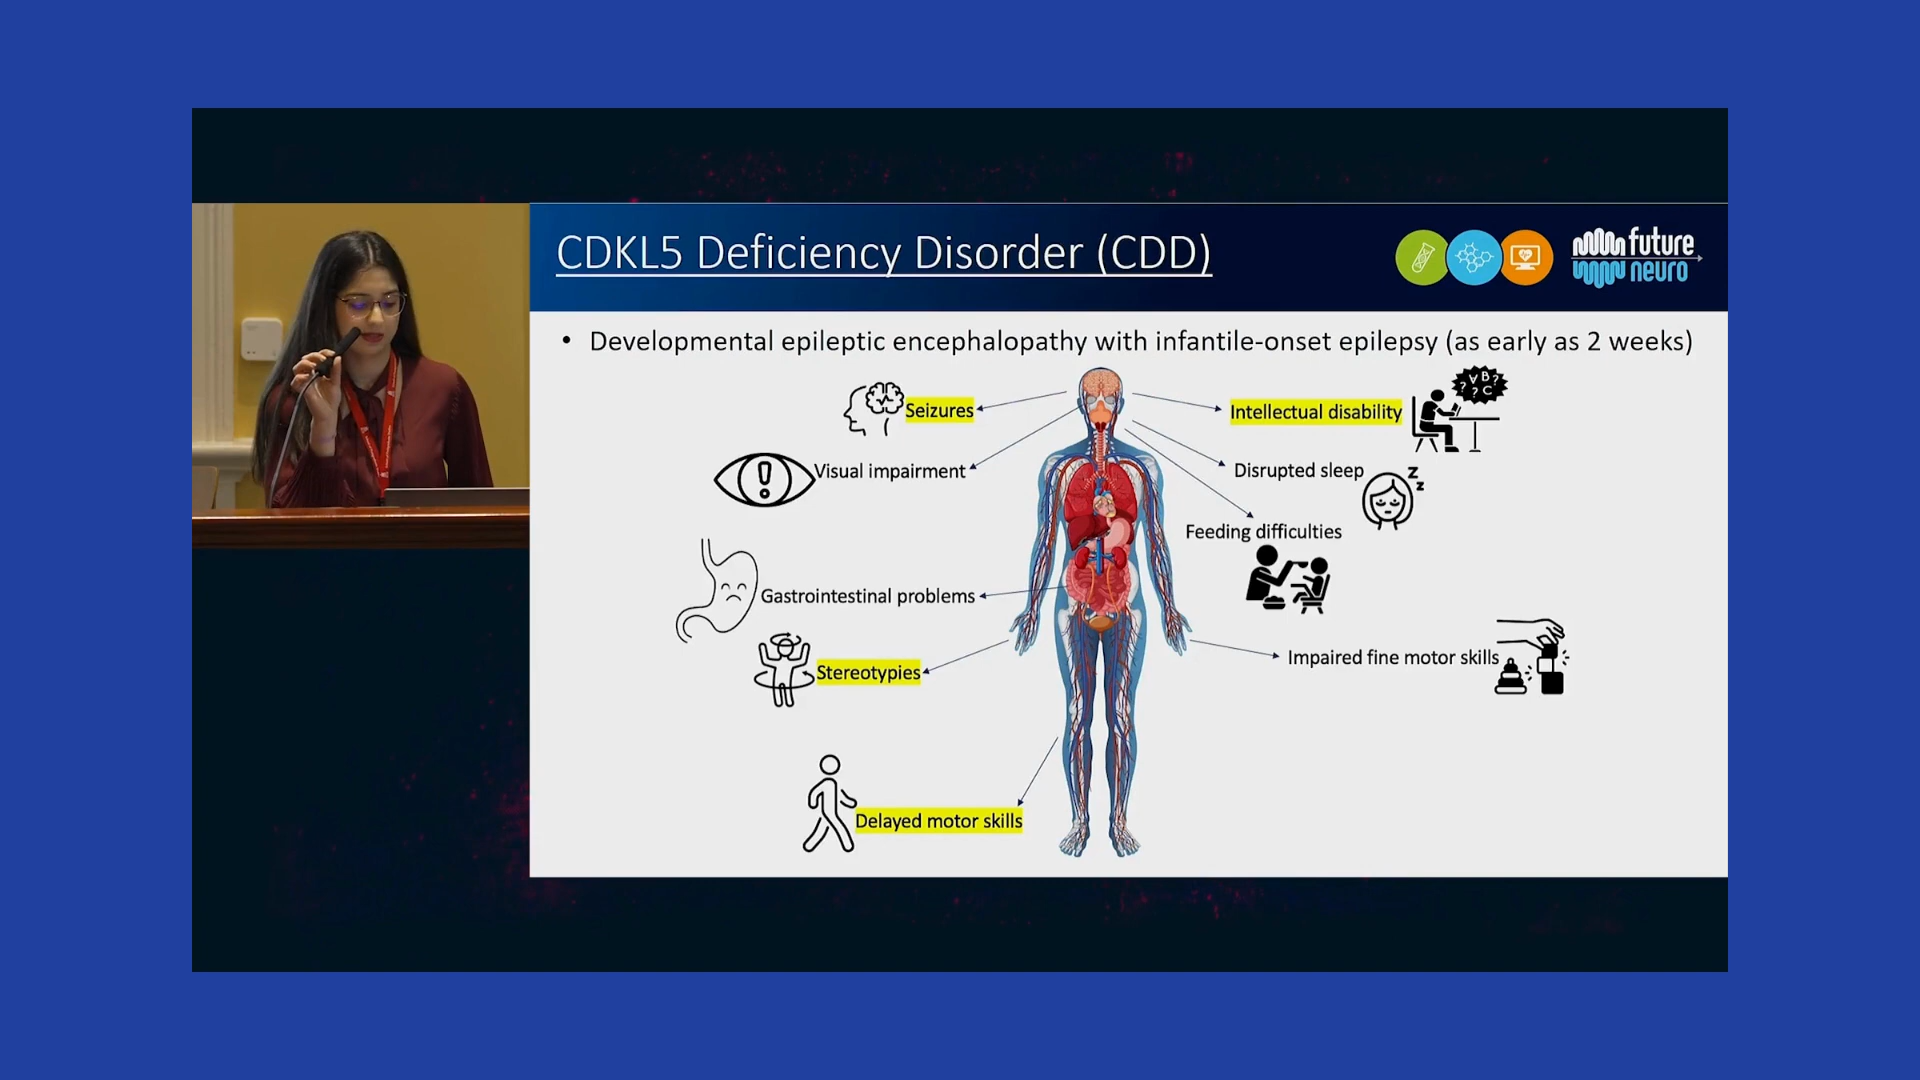 CDKL5 Deficiency Disorder (CDD)
future
neuro
• Developmental epileptic encephalopathy with infantile-onset epilepsy (as early as 2 weeks)
Seizures
Intellectual disability
? A B ?
? ? C
Visual impairment
Disrupted sleep
Z
z
Feeding difficulties
Gastrointestinal problems
Stereotypies
Impaired fine motor skills
Delayed motor skills